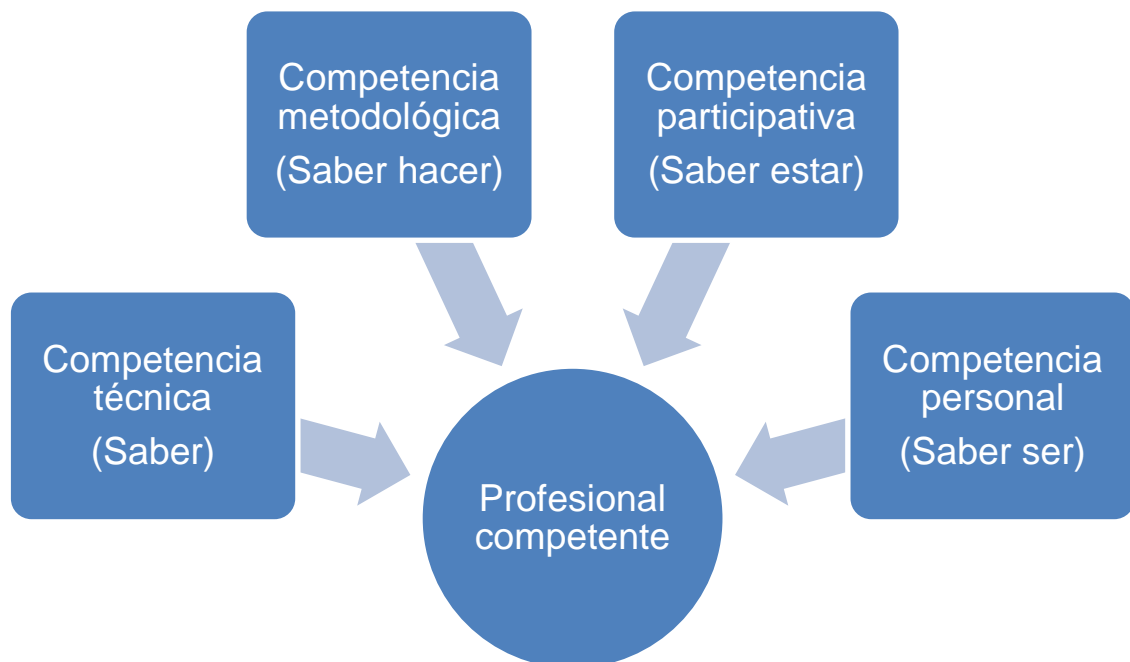 Competencia
metodológica
(Saber hacer)
Competencia
participativa
(Saber estar)
Competencia
técnica
(Saber)
Competencia
personal
(Saber ser)
Profesional
competente